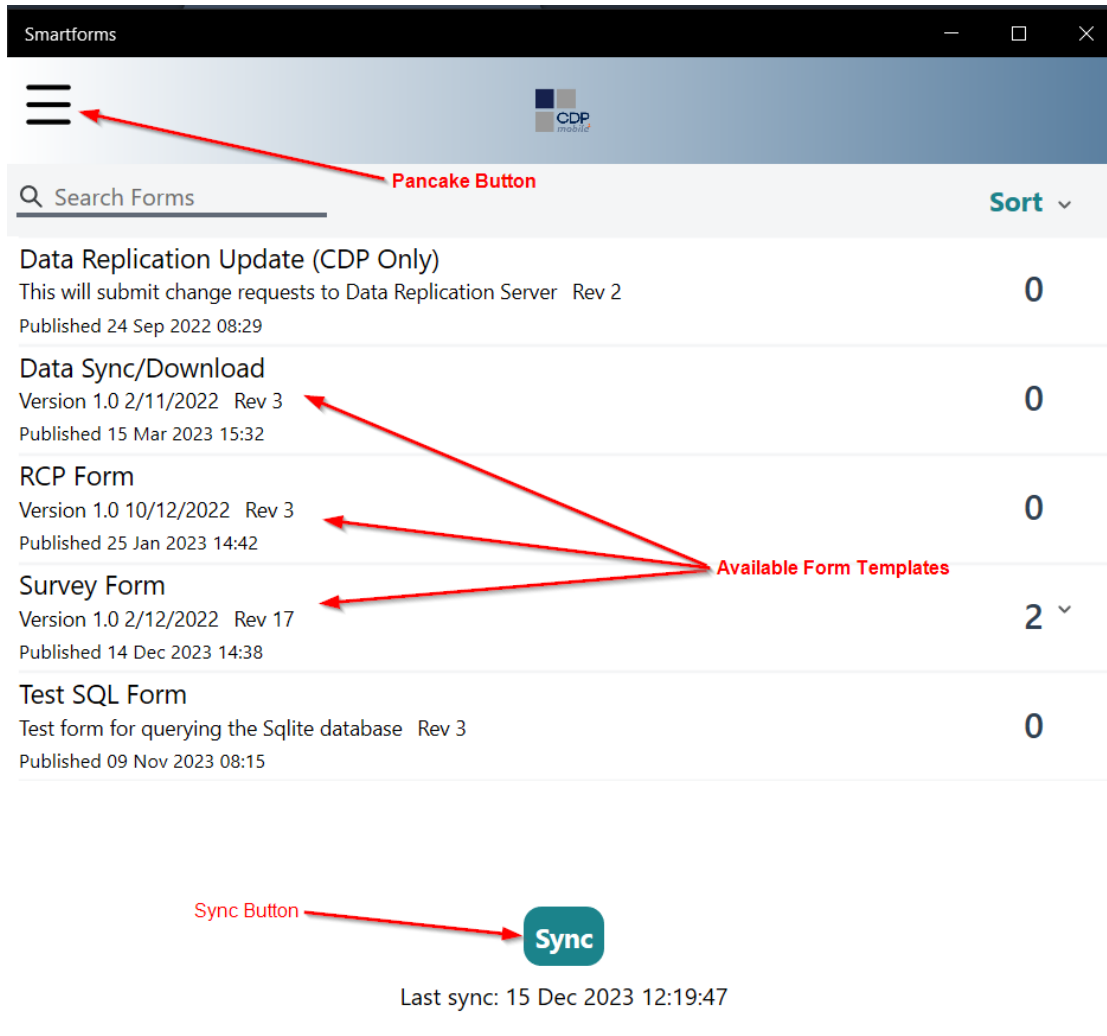 Smartforms
CDP
mobile
Pancake Button
Search Forms
Sort
Data Replication Update (CDP Only)
This will submit change requests to Data Replication Server Rev 2
0
Published 24 Sep 2022 08:29
Data Sync/Download
Version 1.0 2/11/2022 Rev 3
0
Published 15 Mar 2023 15:32
RCP Form
Version 1.0 10/12/2022 Rev 3
0
Published 25 Jan 2023 14:42
Available Form Templates
Survey Form
Version 1.0 2/12/2022 Rev 17
2
Published 14 Dec 2023 14:38
Test SQL Form
Test form for querying the Sqlite database Rev 3
0
Published 09 Nov 2023 08:15
Sync Button
Sync
Last sync: 15 Dec 2023 12:19:47